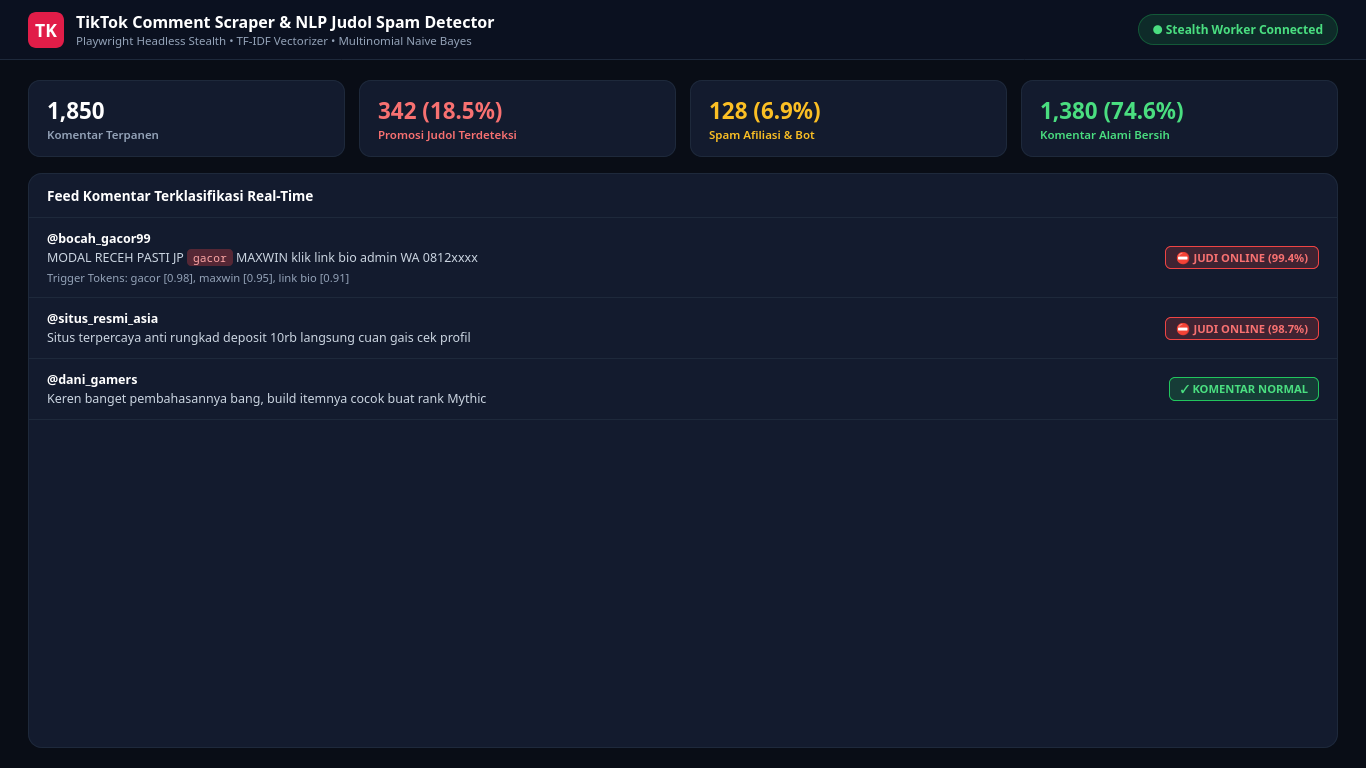 TK
TikTok Comment Scraper & NLP Judol Spam Detector
Playwright Headless Stealth • TF-IDF Vectorizer • Multinomial Naive Bayes
● Stealth Worker Connected
1,850
Komentar Terpanen
342 (18.5%)
Promosi Judol Terdeteksi
128 (6.9%)
Spam Afiliasi & Bot
1,380 (74.6%)
Komentar Alami Bersih
Feed Komentar Terklasifikasi Real-Time
@bocah_gacor99
MODAL RECEH PASTI JP gacor MAXWIN klik link bio admin WA 0812xxxx
Trigger Tokens: gacor [0.98], maxwin [0.95], link bio [0.91]
⛔ JUDI ONLINE (99.4%)
@situs_resmi_asia
Situs terpercaya anti rungkad deposit 10rb langsung cuan gais cek profil
⛔ JUDI ONLINE (98.7%)
@dani_gamers
Keren banget pembahasannya bang, build itemnya cocok buat rank Mythic
✓ KOMENTAR NORMAL